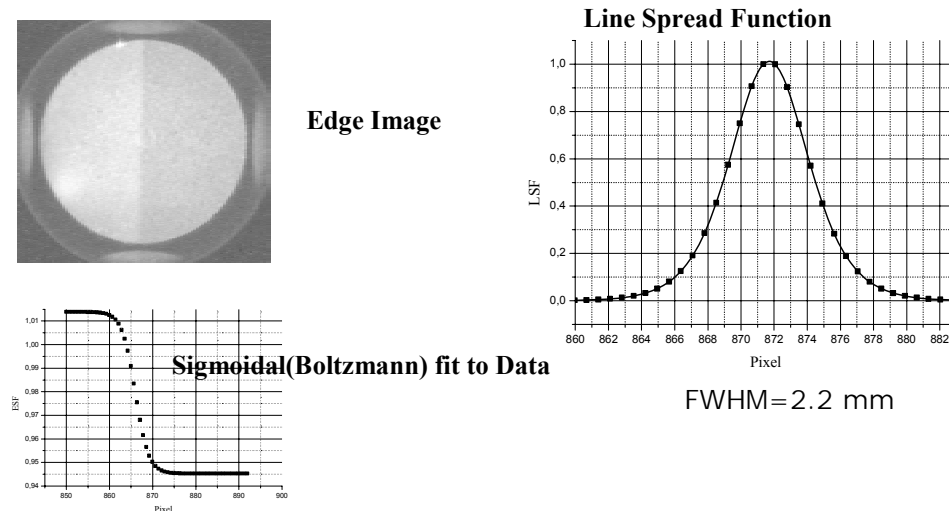 Line Spread Function
Edge Image
1,0
0,8
0,6
0,4
0,2
0,0
LSF
860 862 864 866 868 870 872 874 876 878 880 882
Pixel
FWHM=2.2 mm
Sigmoidal(Boltzmann) fit to Data
1,01
1,00
0,99
0,98
0,97
0,96
0,95
0,94
ESF
850 860 870 880 890 900
Pixel